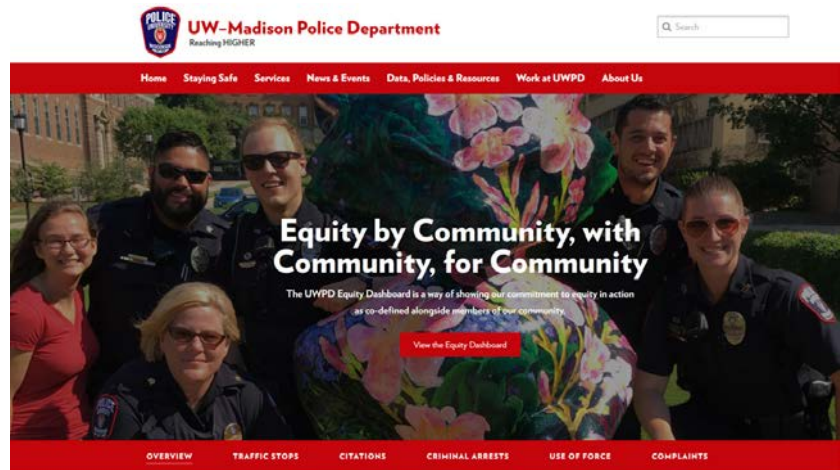 POLICE
UW–Madison Police Department
Reaching HIGHER
Search
Home Staying Safe Services News & Events Data, Policies & Resources Work at UWPD About Us
Equity by Community, with
Community, for Community
The UWPD Equity Dashboard is a way of showing our commitment to equity in action
as co-defined alongside members of our community.
View the Equity Dashboard
OVERVIEW TRAFFIC STOPS CITATIONS CRIMINAL ARRESTS USE OF FORCE COMPLAINTS